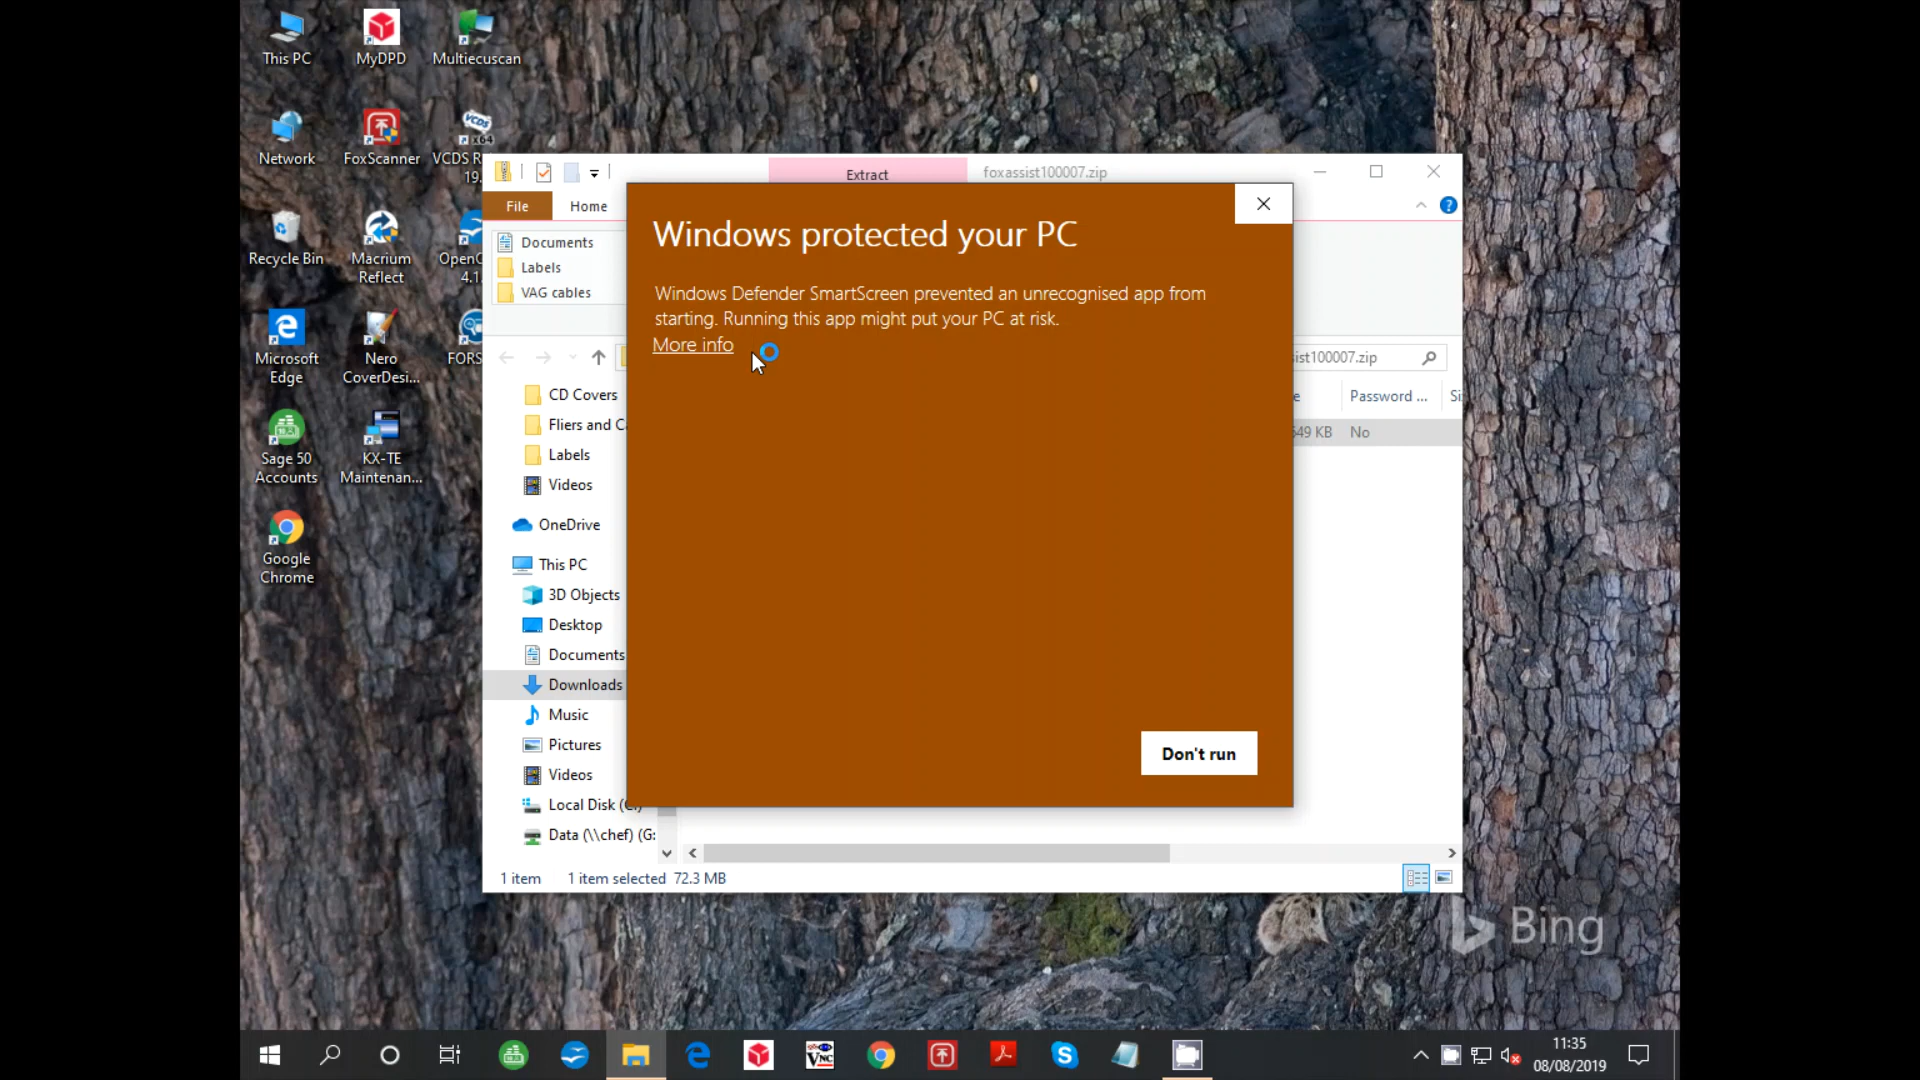 This PC
MyDPD
Multiecuscan
Network
FoxScanner
VCDS
x64
VCDS R
19.
Recycle Bin
Macrium
Reflect
OpenO
4.1.
Microsoft
Edge
Nero
CoverDesi...
FORS
Sage 50
Accounts
KX-TE
Maintenan...
Google
Chrome
Extract
foxassist100007.zip
File
Home
Documents
Labels
VAG cables
Windows protected your PC
Windows Defender SmartScreen prevented an unrecognised app from
starting. Running this app might put your PC at risk.
More info
Don't run
ist100007.zip
e
Password ...
Si
649 KB
No
CD Covers
Fliers and C
Labels
Videos
OneDrive
This PC
3D Objects
Desktop
Documents
Downloads
Music
Pictures
Videos
Local Disk (C:)
Data (\\chef) (G:
1 item
1 item selected 72.3 MB
Bing
VNC
11:35
08/08/2019